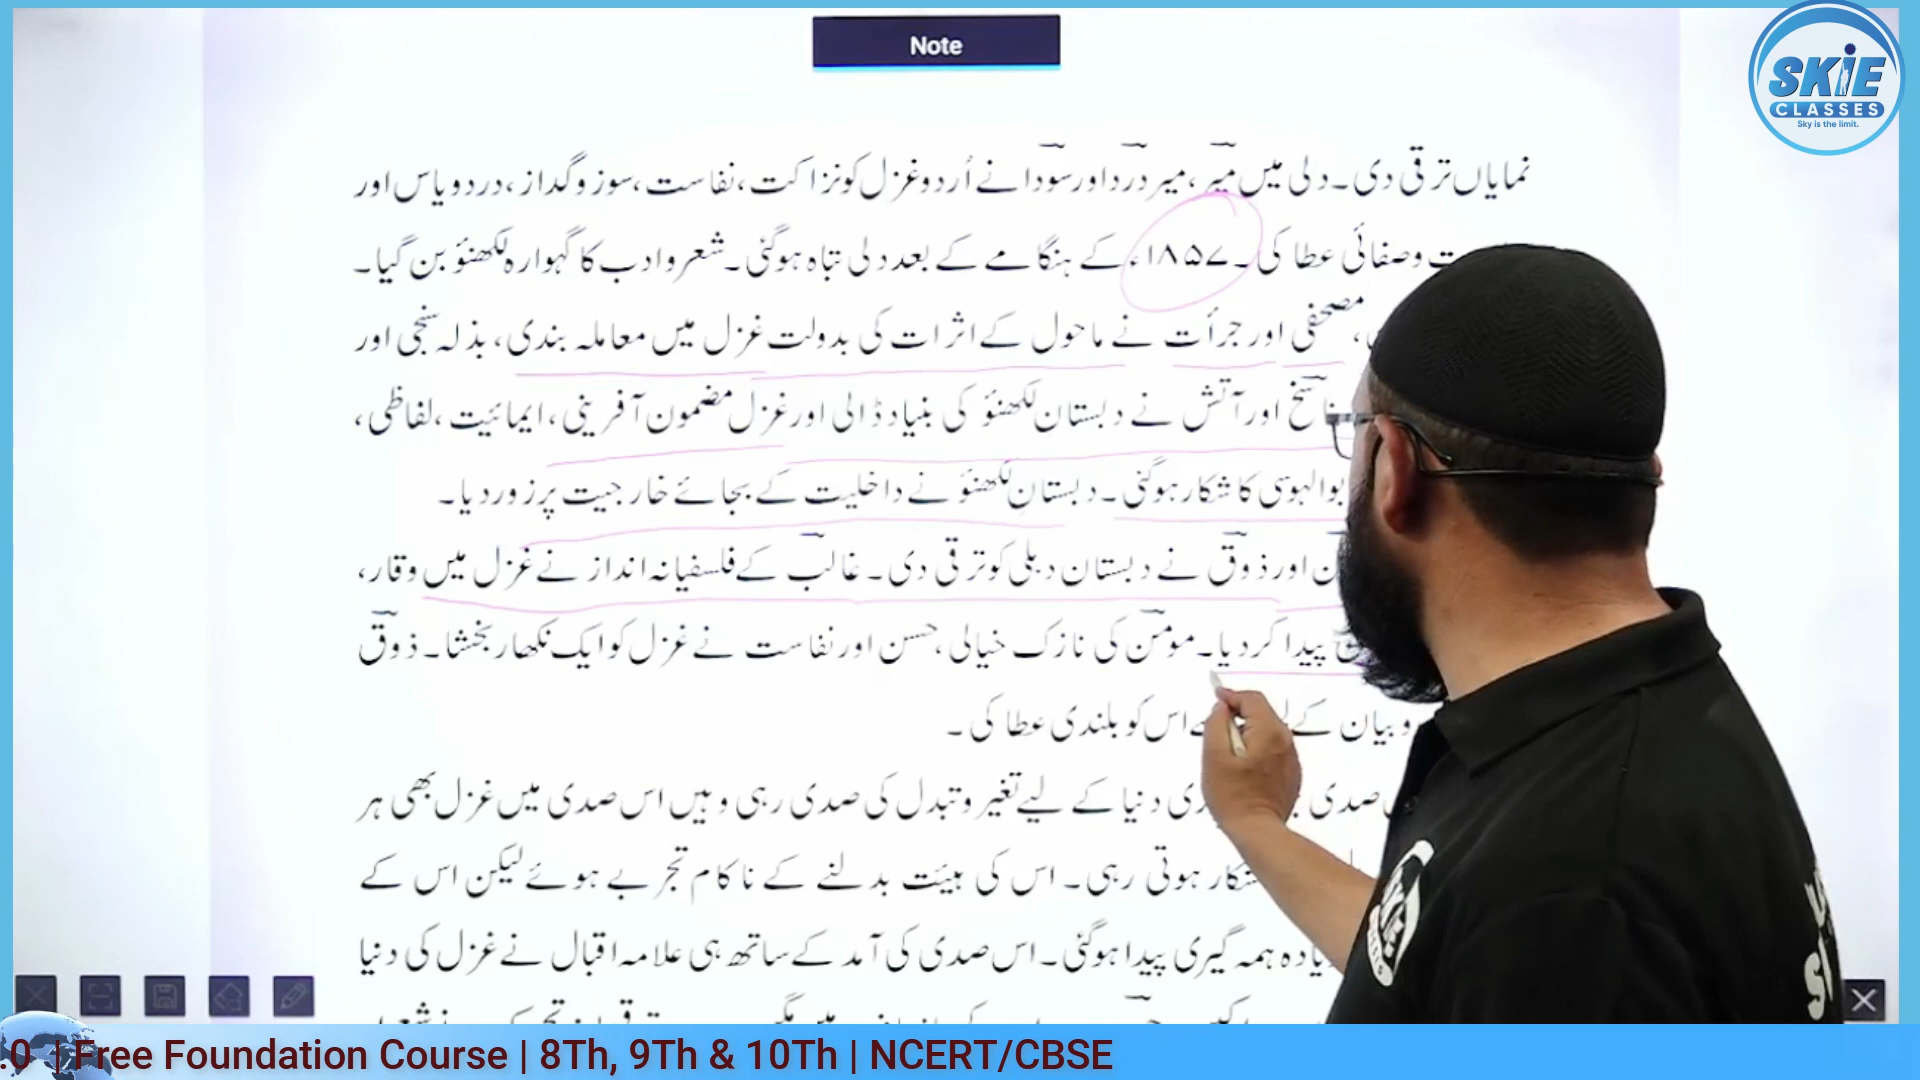 Note
SKiE
CLASSES
Sky is the limit.
نمایاں ترقی دی۔ دلی میں میر، میر درد اور سودا نے اُردو غزل کو نزاکت، نفاست، سوز و گداز، درد و یاس اور
وصفائی عطا کی۔ ۱۸۵۷ء کے ہنگامے کے بعد دلی تباہ ہوگئی۔ شعر و ادب کا گہوارہ لکھنؤ بن گیا۔
، مصحفی اور جرأت نے ماحول کے اثرات کی بدولت غزل میں معاملہ بندی، بذلہ سنجی اور
ناسخ اور آتش نے دبستان لکھنؤ کی بنیاد ڈالی اور غزل مضمون آفرینی، ایمائیت، لفاظی،
بوالہوسی کا شکار ہوگئی۔ دبستانِ لکھنؤ نے داخلیت کے بجائے خارجیت پر زور دیا۔
اور ذوق نے دبستان دہلی کو ترقی دی۔ غالب کے فلسفیانہ انداز نے غزل میں وقار،
پیدا کر دیا۔ مومن کی نازک خیالی، حسن اور نفاست نے غزل کو ایک نکھار بخشا۔ ذوق
و بیان کے اس کو بلندی عطا کی۔
صدی دنیا کے لیے تغیر و تبدل کی صدی رہی وہیں اس صدی میں غزل بھی ہر
شکار ہوتی رہی۔ اس کی ہیئت بدلنے کے ناکام تجربے ہوئے لیکن اس کے
ہمہ گیری پیدا ہوگئی۔ اس صدی کی آمد کے ساتھ ہی علامہ اقبال نے غزل کی دنیا
.0 | Free Foundation Course | 8Th, 9Th & 10Th | NCERT/CBSE